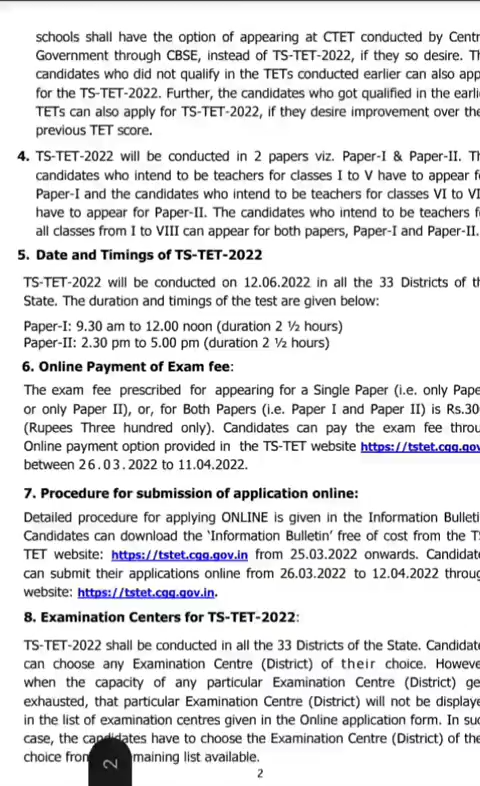 schools shall have the option of appearing at CTET conducted by Centr
Government through CBSE, instead of TS-TET-2022, if they so desire. Th
candidates who did not qualify in the TETs conducted earlier can also app
for the TS-TET-2022. Further, the candidates who got qualified in the earli
TETs can also apply for TS-TET-2022, if they desire improvement over the
previous TET score.
4. TS-TET-2022 will be conducted in 2 papers viz. Paper-I & Paper-II. Th
candidates who intend to be teachers for classes I to V have to appear f
Paper-I and the candidates who intend to be teachers for classes VI to VI
have to appear for Paper-II. The candidates who intend to be teachers f
all classes from I to VIII can appear for both papers, Paper-I and Paper-II.
5. Date and Timings of TS-TET-2022
TS-TET-2022 will be conducted on 12.06.2022 in all the 33 Districts of th
State. The duration and timings of the test are given below:
Paper-I: 9.30 am to 12.00 noon (duration 2 ½ hours)
Paper-II: 2.30 pm to 5.00 pm (duration 2 ½ hours)
6. Online Payment of Exam fee:
The exam fee prescribed for appearing for a Single Paper (i.e. only Pape
or only Paper II), or, for Both Papers (i.e. Paper I and Paper II) is Rs.30
(Rupees Three hundred only). Candidates can pay the exam fee throu
Online payment option provided in the TS-TET website https://tstet.cgg.gov
between 26.03.2022 to 11.04.2022.
7. Procedure for submission of application online:
Detailed procedure for applying ONLINE is given in the Information Bulleti
Candidates can download the ‘Information Bulletin’ free of cost from the T
TET website: https://tstet.cgg.gov.in from 25.03.2022 onwards. Candidat
can submit their applications online from 26.03.2022 to 12.04.2022 throug
website: https://tstet.cgg.gov.in.
8. Examination Centers for TS-TET-2022:
TS-TET-2022 shall be conducted in all the 33 Districts of the State. Candidat
can choose any Examination Centre (District) of their choice. Howeve
when the capacity of any particular Examination Centre (District) ge
exhausted, that particular Examination Centre (District) will not be displaye
in the list of examination centres given in the Online application form. In suc
case, the candidates have to choose the Examination Centre (District) of the
choice from maining list available.
2
2